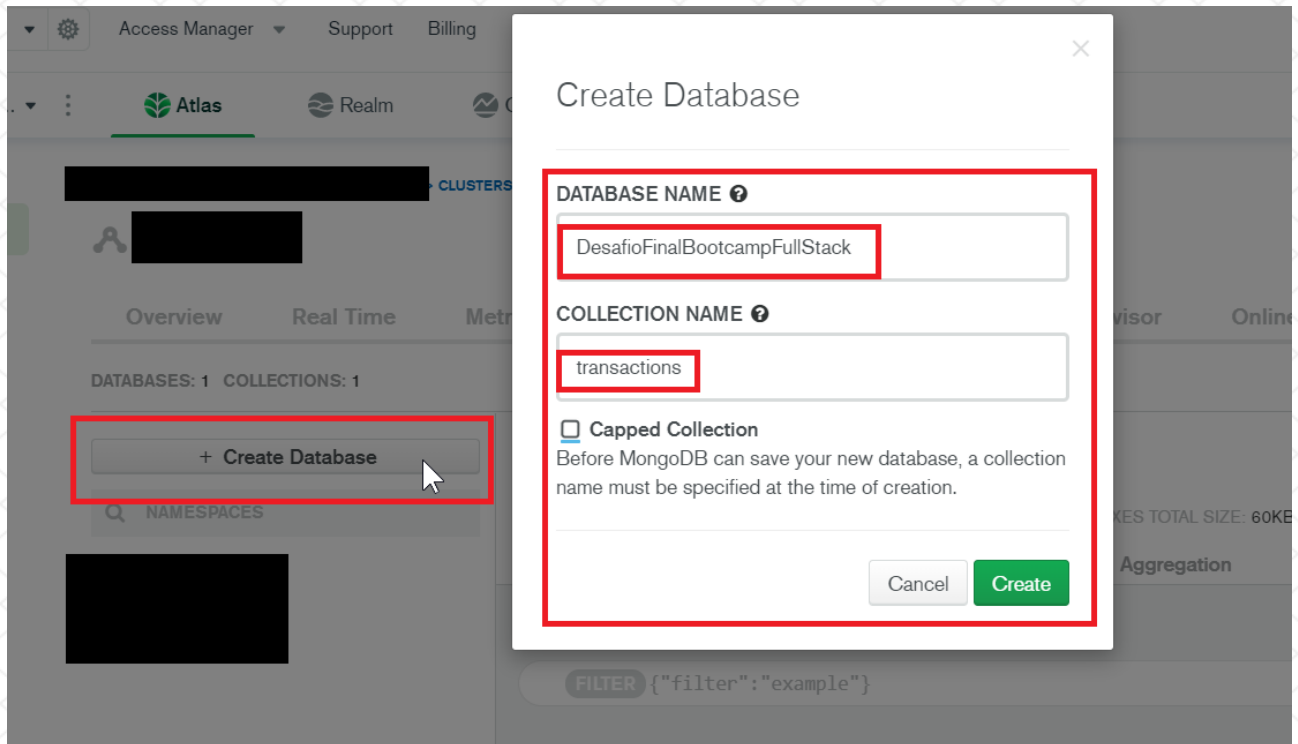 Access Manager Support Billing
Atlas Realm
CLUSTERS
Overview Real Time Metr
DATABASES: 1 COLLECTIONS: 1
+ Create Database
NAMESPACES
Create Database
DATABASE NAME
DesafioFinalBootcampFullStack
COLLECTION NAME
transactions
Capped Collection
Before MongoDB can save your new database, a collection
name must be specified at the time of creation.
Cancel Create
visor Online
XES TOTAL SIZE: 60KB
Aggregation
FILTER {"filter":"example"}